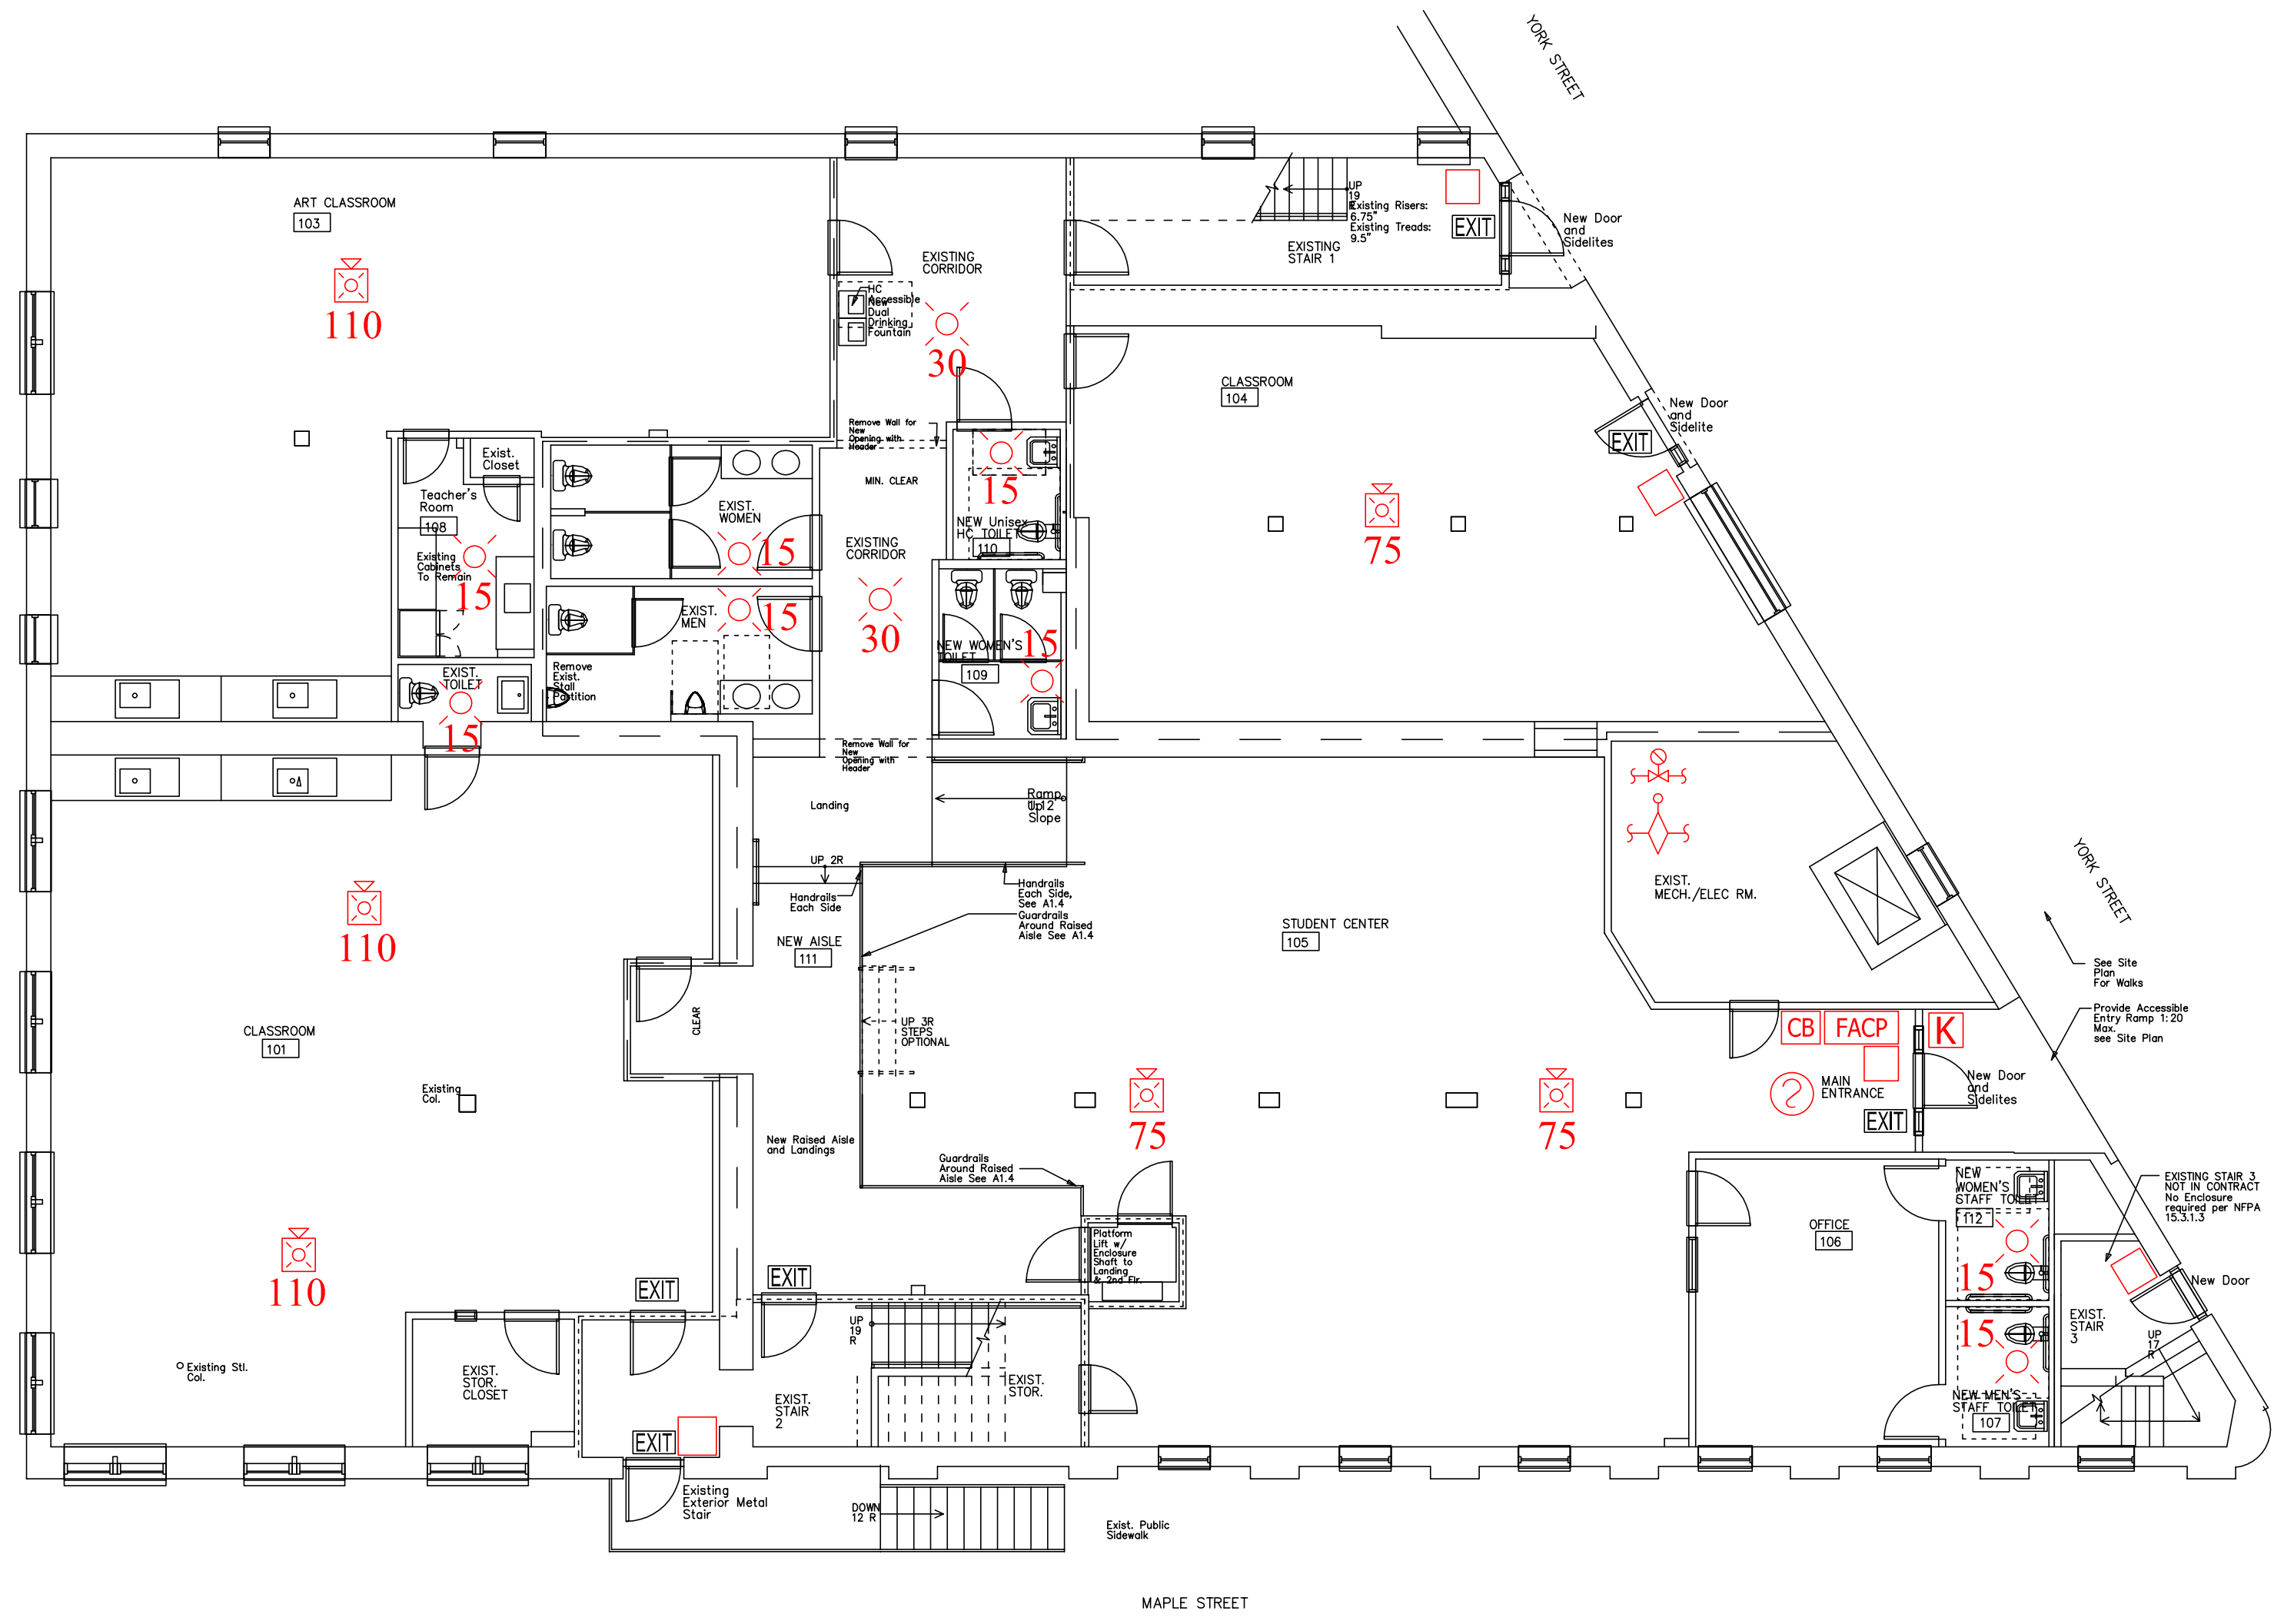 YORK STREET
ART CLASSROOM
103
110
EXISTING
CORRIDOR
HC
Accessible
New
Dual
Drinking
Fountain
30
UP
19
Existing Risers:
6.75"
Existing Treads:
9.5"
EXISTING
STAIR 1
EXIT
New Door
and
Sidelites
CLASSROOM
104
75
New Door
and
Sidelite
EXIT
Remove Wall for
New
Opening with
Header
MIN. CLEAR
15
NEW Unisex
HC TOILET
110
Exist.
Closet
Teacher's
Room
108
Existing
Cabinets
To Remain
15
EXIST.
WOMEN
15
EXIST.
MEN
15
EXISTING
CORRIDOR
30
NEW WOMEN'S
TOILET
109
15
EXIST.
TOILET
15
Remove
Exist.
Stall
Partition
Remove Wall for
New
Opening with
Header
Landing
Ramp
Up
1:12
Slope
UP 2R
Handrails
Each Side
Handrails
Each Side,
See A1.4
Guardrails
Around Raised
Aisle See A1.4
NEW AISLE
111
STUDENT CENTER
105
EXIST.
MECH./ELEC RM.
YORK STREET
See Site
Plan
For Walks
Provide Accessible
Entry Ramp 1:20
Max.
see Site Plan
110
CLASSROOM
101
CLEAR
UP 3R
STEPS
OPTIONAL
Existing
Col.
CB
FACP
K
MAIN
ENTRANCE
EXIT
New Door
and
Sidelites
75
75
New Raised Aisle
and Landings
Guardrails
Around Raised
Aisle See A1.4
110
EXIT
EXIT
Platform
Lift w/
Enclosure
Shaft to
Landing
& 2nd Flr.
OFFICE
106
NEW
WOMEN'S
STAFF TOILET
112
15
15
NEW MEN'S
STAFF TOILET
107
EXISTING STAIR 3
NOT IN CONTRACT
No Enclosure
required per NFPA
15.3.1.3
New Door
EXIST.
STAIR
3
UP
17
R
Existing Stl.
Col.
EXIST.
STOR.
CLOSET
UP
19
R
EXIST.
STAIR
2
EXIST.
STOR.
EXIT
Existing
Exterior Metal
Stair
DOWN
12 R
Exist. Public
Sidewalk
MAPLE STREET